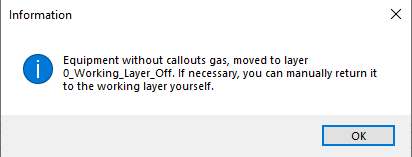 Information
Equipment without callouts gas, moved to layer
0_Working_Layer_Off. If necessary, you can manually return it
to the working layer yourself.
OK